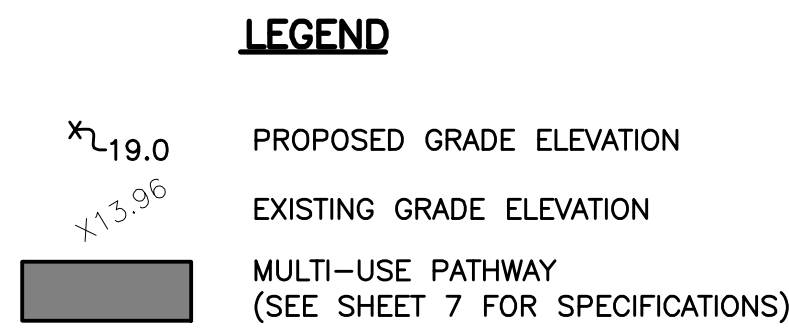 LEGEND
X 19.0 PROPOSED GRADE ELEVATION
X13.96 EXISTING GRADE ELEVATION
MULTI-USE PATHWAY
(SEE SHEET 7 FOR SPECIFICATIONS)